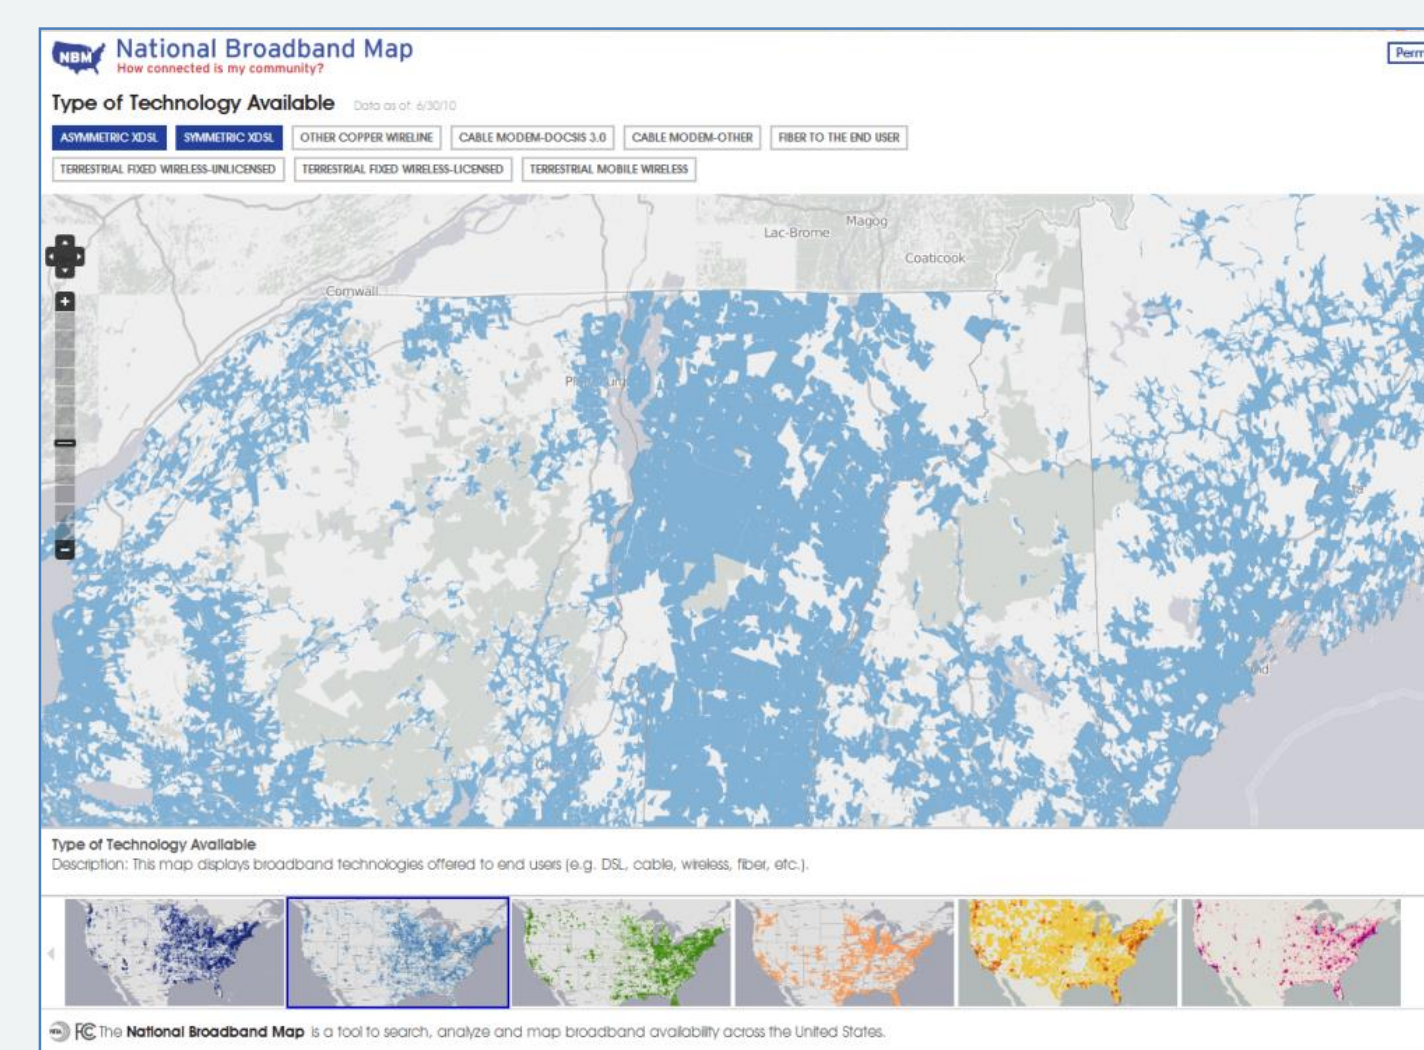 NBM National Broadband Map
How connected is my community?
Perm
Type of Technology Available Data as of: 6/30/10
ASYMMETRIC XDSL SYMMETRIC XDSL OTHER COPPER WIRELINE CABLE MODEM-DOCSIS 3.0 CABLE MODEM-OTHER FIBER TO THE END USER
TERRESTRIAL FIXED WIRELESS-UNLICENSED TERRESTRIAL FIXED WIRELESS-LICENSED TERRESTRIAL MOBILE WIRELESS
Magog
Lac-Brome
Coaticook
Cornwall
Type of Technology Available
Description: This map displays broadband technologies offered to end users (e.g. DSL, cable, wireless, fiber, etc.).
FC The National Broadband Map is a tool to search, analyze and map broadband availability across the United States.